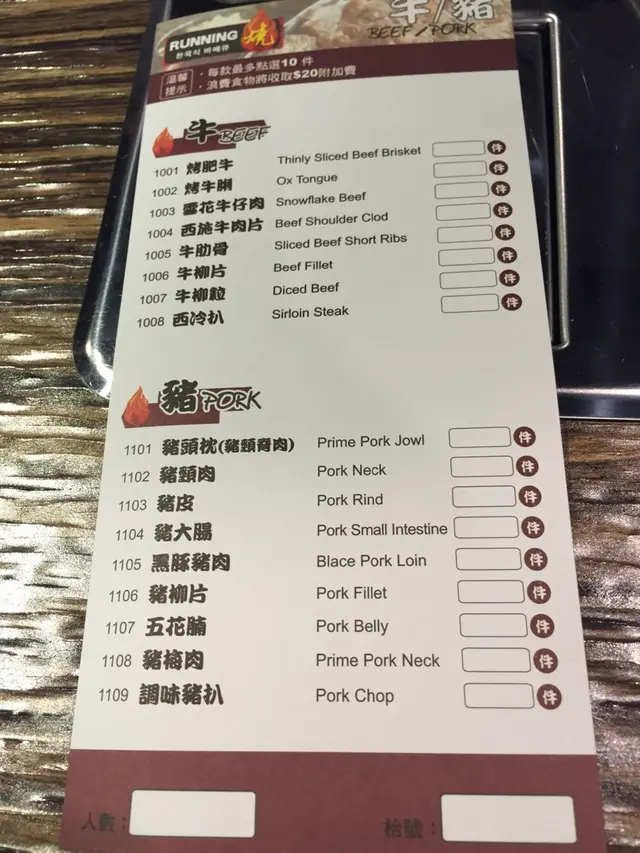 牛/豬
BEEF/PORK
RUNNING 燒
한국식 바베큐
溫馨提示
· 每款最多點選10 件
· 浪費食物將收取$20附加費
牛 BEEF
1001 烤肥牛 Thinly Sliced Beef Brisket 件
1002 烤牛脷 Ox Tongue 件
1003 雪花牛仔肉 Snowflake Beef 件
1004 西施牛肉片 Beef Shoulder Clod 件
1005 牛肋骨 Sliced Beef Short Ribs 件
1006 牛柳片 Beef Fillet 件
1007 牛柳粒 Diced Beef 件
1008 西冷扒 Sirloin Steak 件
豬 PORK
1101 豬頭枕(豬頸脊肉) Prime Pork Jowl 件
1102 豬頸肉 Pork Neck 件
1103 豬皮 Pork Rind 件
1104 豬大腸 Pork Small Intestine 件
1105 黑豚豬肉 Blace Pork Loin 件
1106 豬柳片 Pork Fillet 件
1107 五花腩 Pork Belly 件
1108 豬梅肉 Prime Pork Neck 件
1109 調味豬扒 Pork Chop 件
人數： 枱號：